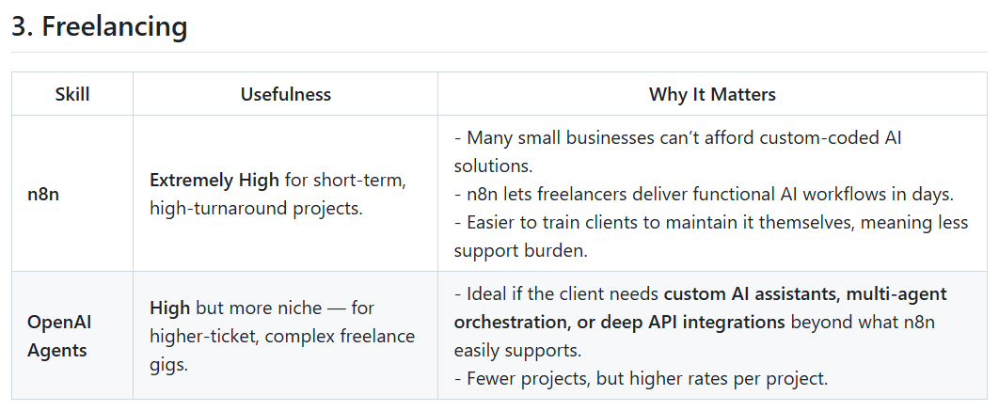 3. Freelancing
Skill
Usefulness
Why It Matters
n8n
Extremely High for short-term,
high-turnaround projects.
- Many small businesses can’t afford custom-coded AI
solutions.
- n8n lets freelancers deliver functional AI workflows in days.
- Easier to train clients to maintain it themselves, meaning less
support burden.
OpenAI
Agents
High but more niche — for
higher-ticket, complex freelance
gigs.
- Ideal if the client needs custom AI assistants, multi-agent
orchestration, or deep API integrations beyond what n8n
easily supports.
- Fewer projects, but higher rates per project.